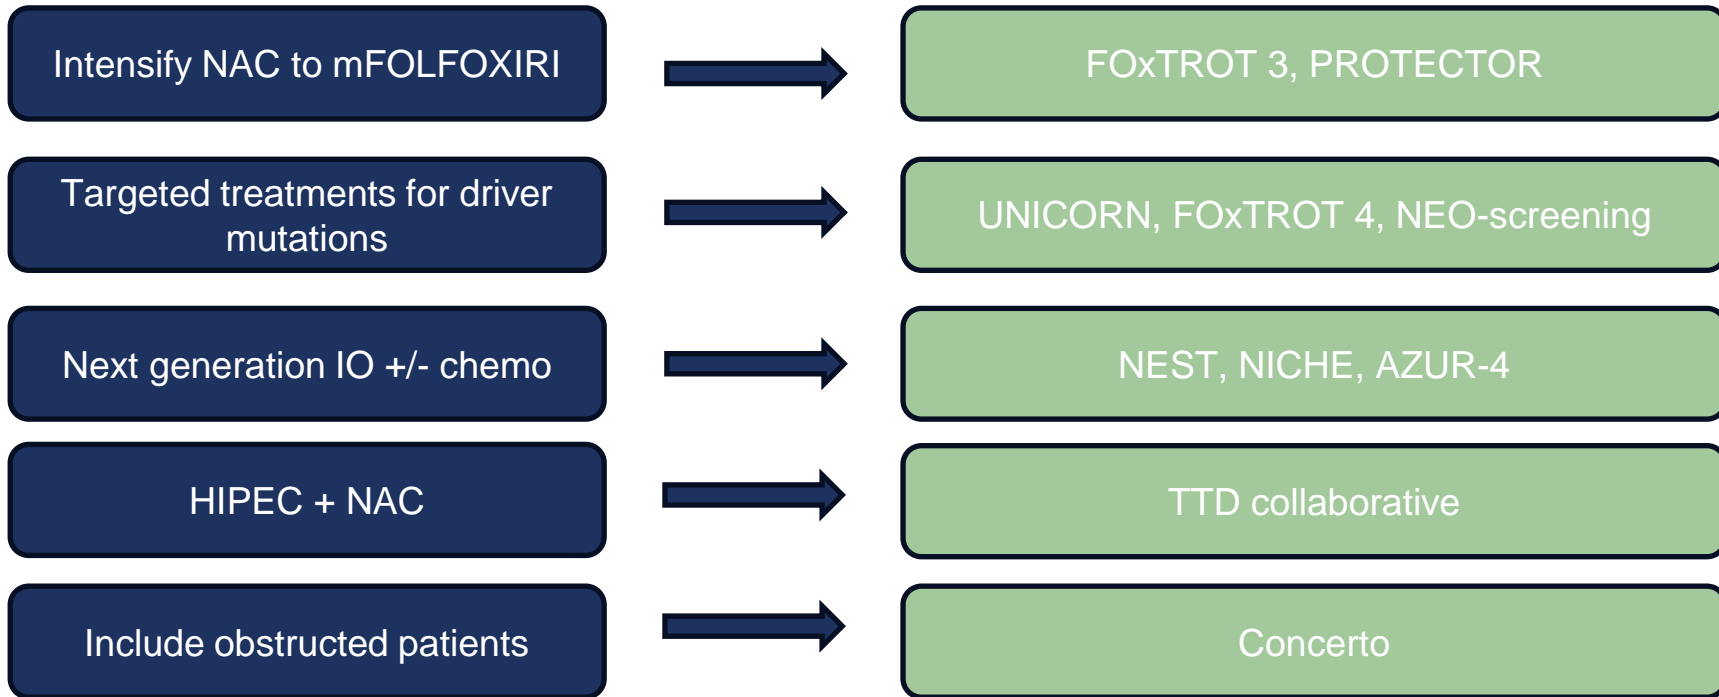 Intensify NAC to mFOLFOXIRI
FOxTROT 3, PROTECTOR
Targeted treatments for driver
mutations
UNICORN, FOxTROT 4, NEO-screening
Next generation IO +/- chemo
NEST, NICHE, AZUR-4
HIPEC + NAC
TTD collaborative
Include obstructed patients
Concerto